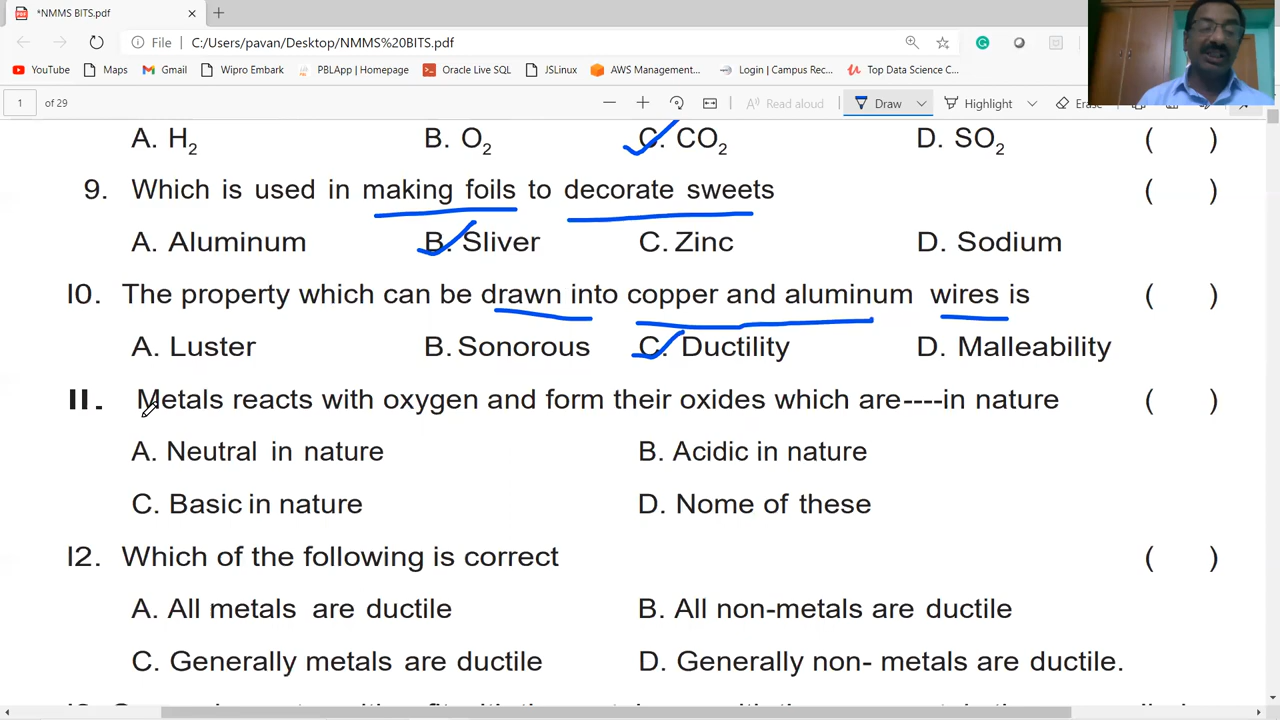 *NMMS BITS.pdf
File C:/Users/pavan/Desktop/NMMS%20BITS.pdf
YouTube Maps Gmail Wipro Embark PBLApp | Homepage Oracle Live SQL JSLinux AWS Management... Login | Campus Rec... Top Data Science C...
1 of 29 Read aloud Draw Highlight Erase
A. H2 B. O2 C. CO2 D. SO2 ( )
9. Which is used in making foils to decorate sweets ( )
A. Aluminum B. Sliver C. Zinc D. Sodium
I0. The property which can be drawn into copper and aluminum wires is ( )
A. Luster B. Sonorous C. Ductility D. Malleability
II. Metals reacts with oxygen and form their oxides which are----in nature ( )
A. Neutral in nature B. Acidic in nature
C. Basic in nature D. Nome of these
I2. Which of the following is correct ( )
A. All metals are ductile B. All non-metals are ductile
C. Generally metals are ductile D. Generally non- metals are ductile.